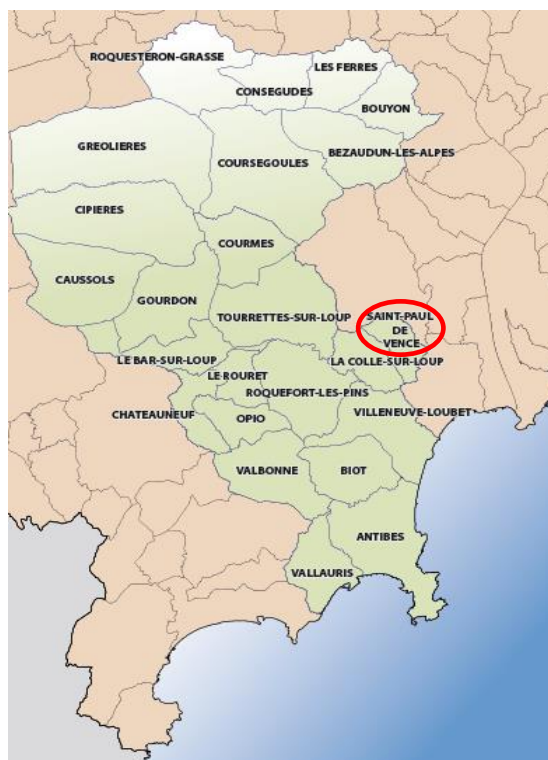 ROQUESTERON-GRASSE
LES FERRES
CONSEGUDES
BOUYON
GREOLIERES
BEZAUDUN-LES-ALPES
COURSEGOULES
CIPIERES
COURMES
CAUSSOLS
GOURDON
TOURRETTES-SUR-LOUP
SAINT-PAUL
DE
VENCE
LE BAR-SUR-LOUP
LA COLLE-SUR-LOUP
LE ROURET
ROQUEFORT-LES-PINS
CHATEAUNEUF
OPIO
VILLENEUVE-LOUBET
VALBONNE
BIOT
ANTIBES
VALLAURIS